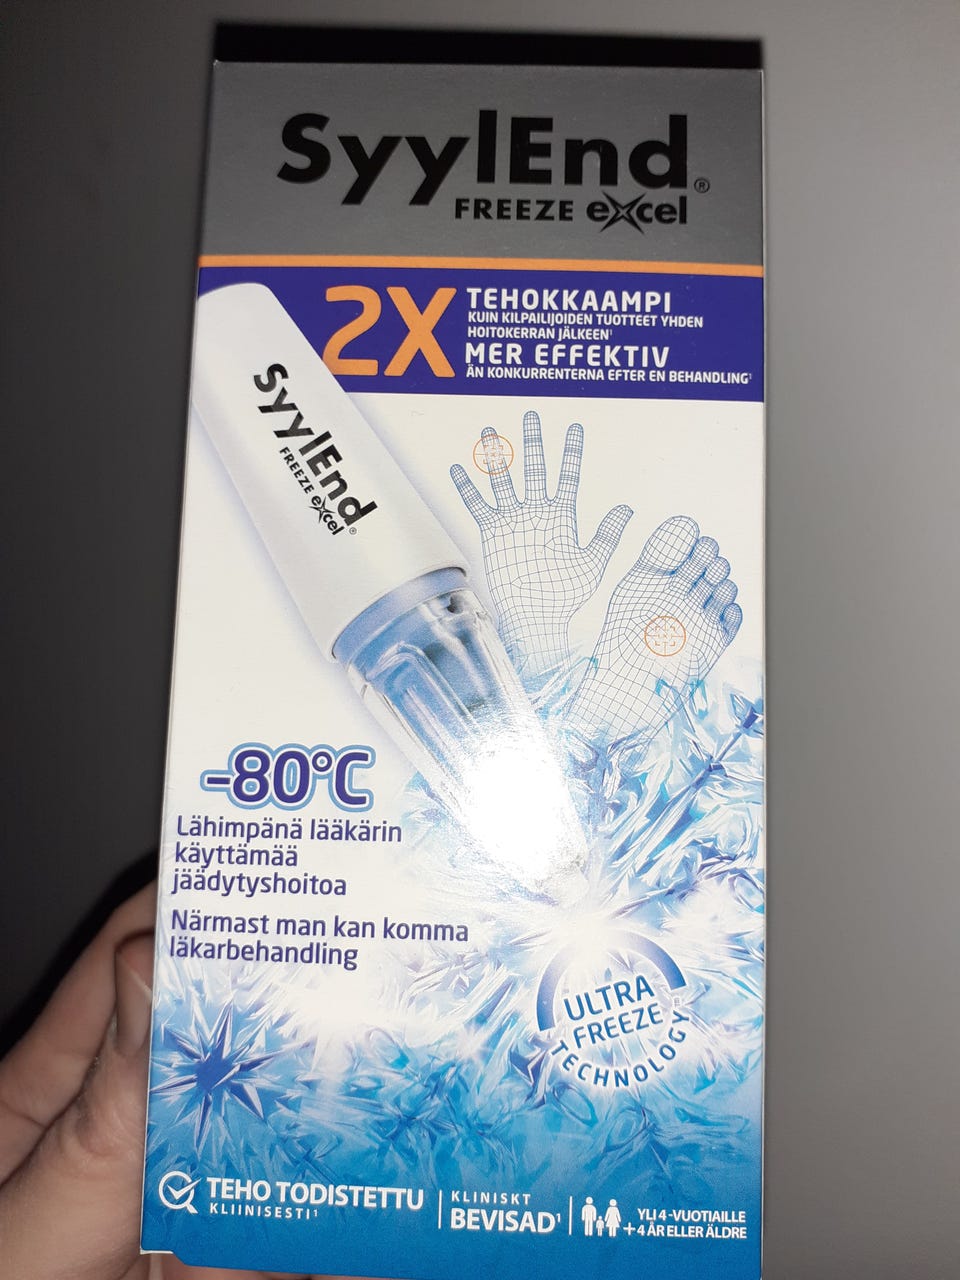 SyylEnd®
FREEZE excel
2X
TEHOKKAAMPI
KUIN KILPAILIJOIDEN TUOTTEET YHDEN
HOITOKERRAN JÄLKEEN¹
MER EFFEKTIV
ÄN KONKURRENTERNA EFTER EN BEHANDLING¹
SyylEnd®
FREEZE excel
-80°C
Lähimpänä lääkärin
käyttämää
jäädytyshoitoa
Närmast man kan komma
läkarbehandling
ULTRA
FREEZE
TECHNOLOGY™
TEHO TODISTETTU
KLIINISESTI¹
KLINISKT
BEVISAD¹
YLI 4-VUOTIAILLE
+4 ÅR ELLER ÄLDRE